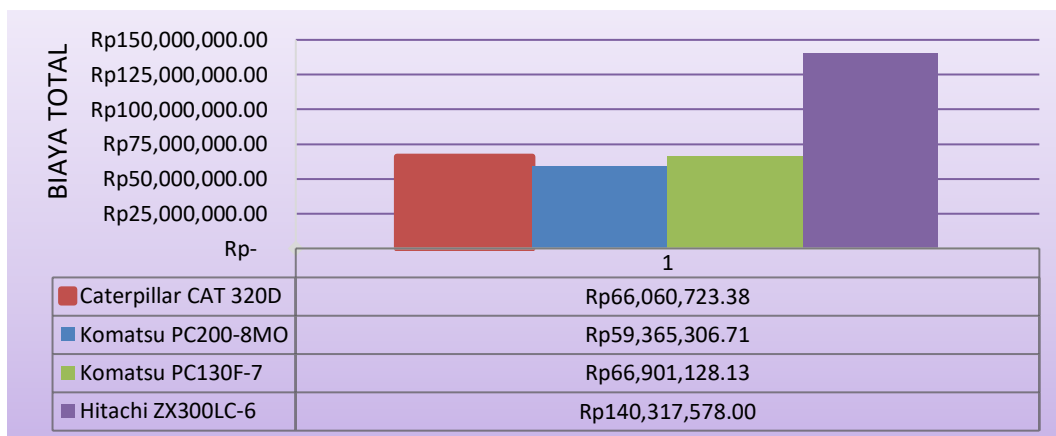 BIAYA TOTAL
Rp150,000,000.00
Rp125,000,000.00
Rp100,000,000.00
Rp75,000,000.00
Rp50,000,000.00
Rp25,000,000.00
Rp-
1
Caterpillar CAT 320D Rp66,060,723.38
Komatsu PC200-8MO Rp59,365,306.71
Komatsu PC130F-7 Rp66,901,128.13
Hitachi ZX300LC-6 Rp140,317,578.00